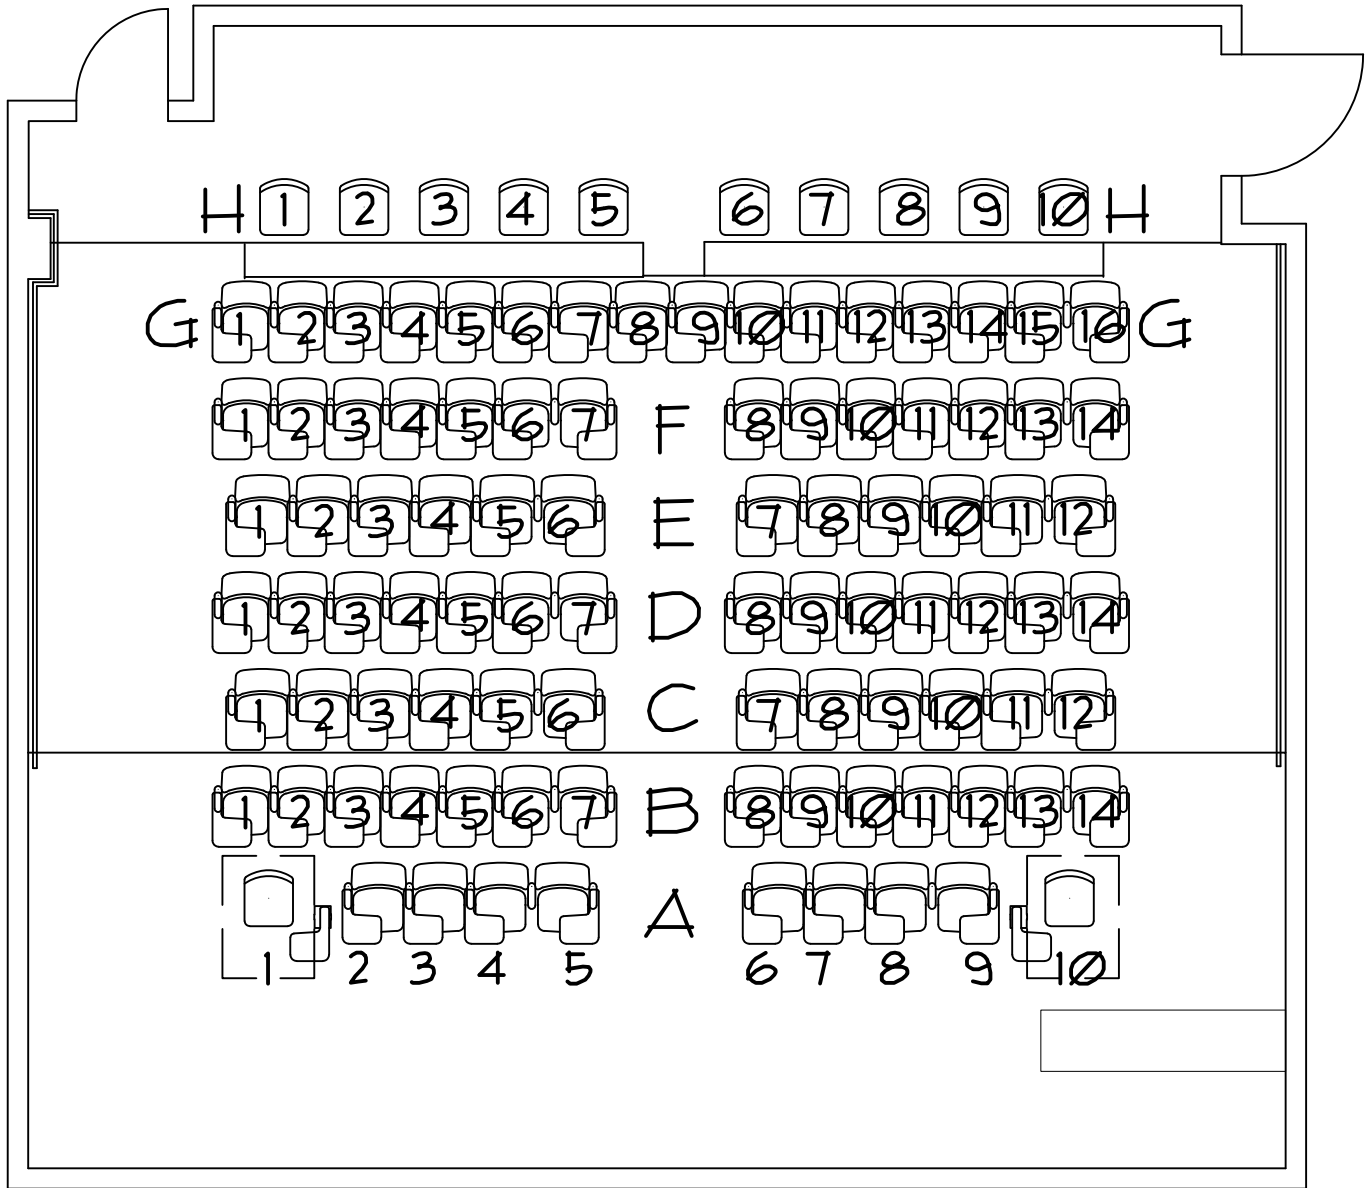 H 1 2 3 4 5 6 7 8 9 10 H
G 1 2 3 4 5 6 7 8 9 10 11 12 13 14 15 16 G
1 2 3 4 5 6 7 F 8 9 10 11 12 13 14
1 2 3 4 5 6 E 7 8 9 10 11 12
1 2 3 4 5 6 7 D 8 9 10 11 12 13 14
1 2 3 4 5 6 C 7 8 9 10 11 12
1 2 3 4 5 6 7 B 8 9 10 11 12 13 14
A
1 2 3 4 5 6 7 8 9 10